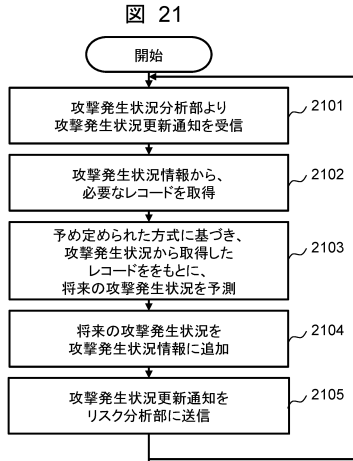 図 21
開始
攻撃発生状況分析部より
攻撃発生状況更新通知を受信
2101
攻撃発生状況情報から、
必要なレコードを取得
2102
予め定められた方式に基づき、
攻撃発生状況から取得した
レコードををもとに、
将来の攻撃発生状況を予測
2103
将来の攻撃発生状況を
攻撃発生状況情報に追加
2104
攻撃発生状況更新通知を
リスク分析部に送信
2105